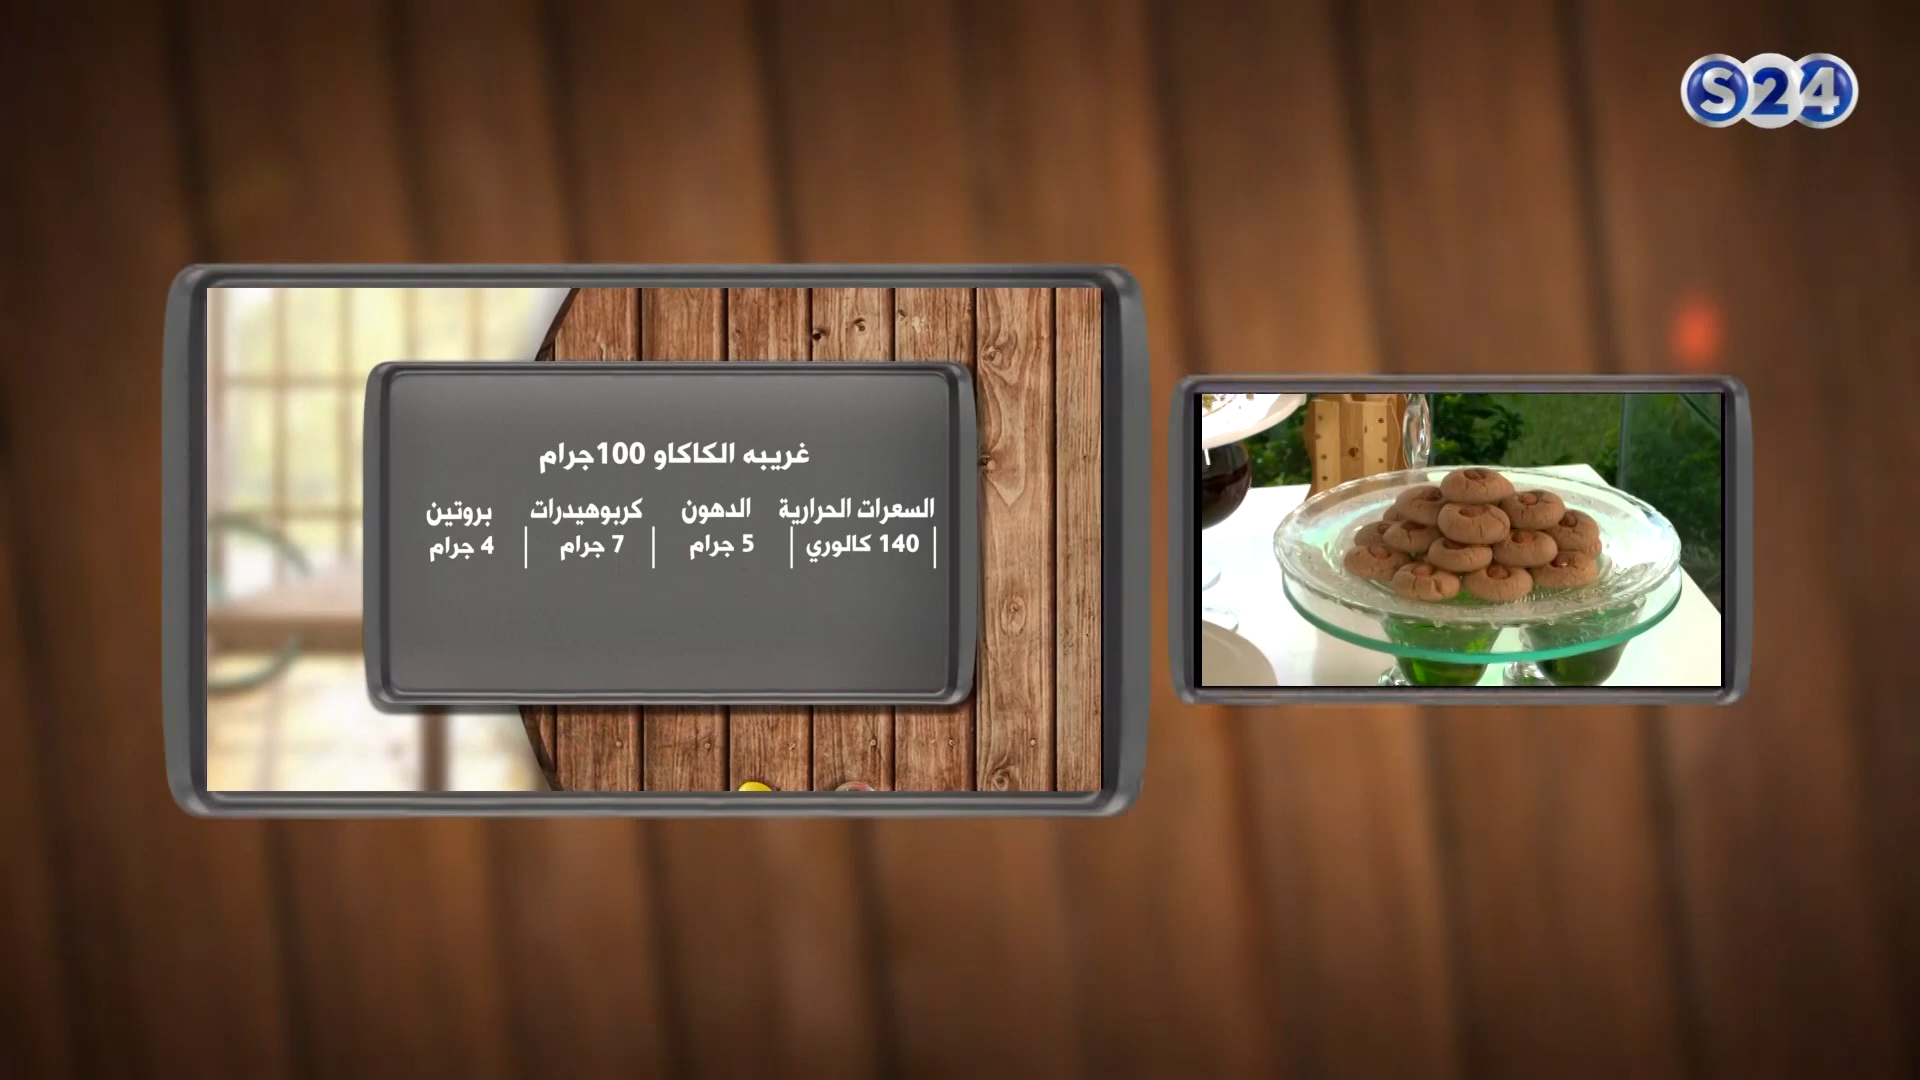 S24
غريبه الكاكاو 100جرام
السعرات الحرارية الدهون كربوهيدرات بروتين
140 كالوري | 5 جرام | 7 جرام | 4 جرام